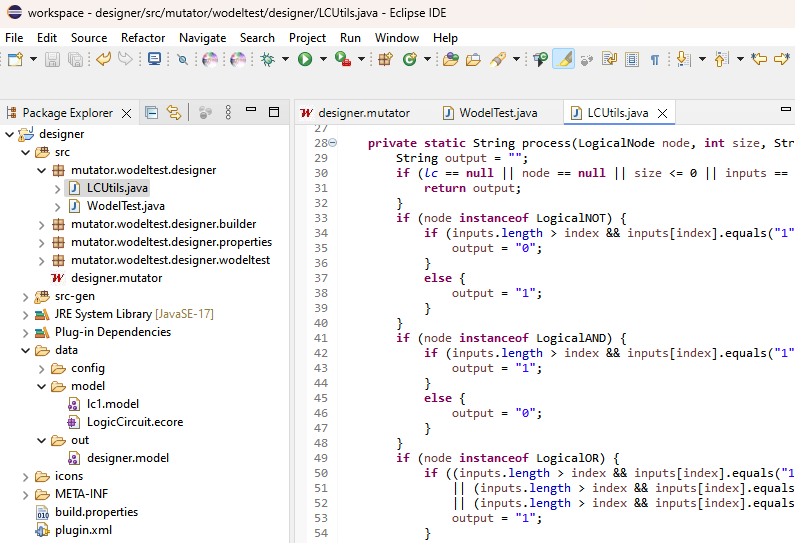 workspace - designer/src/mutator/wodeltest/designer/LCUtils.java - Eclipse IDE
File Edit Source Refactor Navigate Search Project Run Window Help
Package Explorer
designer
src
mutator.wodeltest.designer
LCUtils.java
WodelTest.java
mutator.wodeltest.designer.builder
mutator.wodeltest.designer.properties
mutator.wodeltest.designer.wodeltest
designer.mutator
src-gen
JRE System Library [JavaSE-17]
Plug-in Dependencies
data
config
model
lc1.model
LogicCircuit.ecore
out
designer.model
icons
META-INF
build.properties
plugin.xml
designer.mutator WodelTest.java LCUtils.java
27
28 private static String process(LogicalNode node, int size, Str
29 String output = "";
30 if (lc == null || node == null || size <= 0 || inputs ==
31 return output;
32 }
33 if (node instanceof LogicalNOT) {
34 if (inputs.length > index && inputs[index].equals("1"
35 output = "0";
36 }
37 else {
38 output = "1";
39 }
40 }
41 if (node instanceof LogicalAND) {
42 if (inputs.length > index && inputs[index].equals("1"
43 output = "1";
44 }
45 else {
46 output = "0";
47 }
48 }
49 if (node instanceof LogicalOR) {
50 if ((inputs.length > index && inputs[index].equals("1
51 || (inputs.length > index && inputs[index].equals
52 || (inputs.length > index && inputs[index].equals
53 output = "1";
54 }